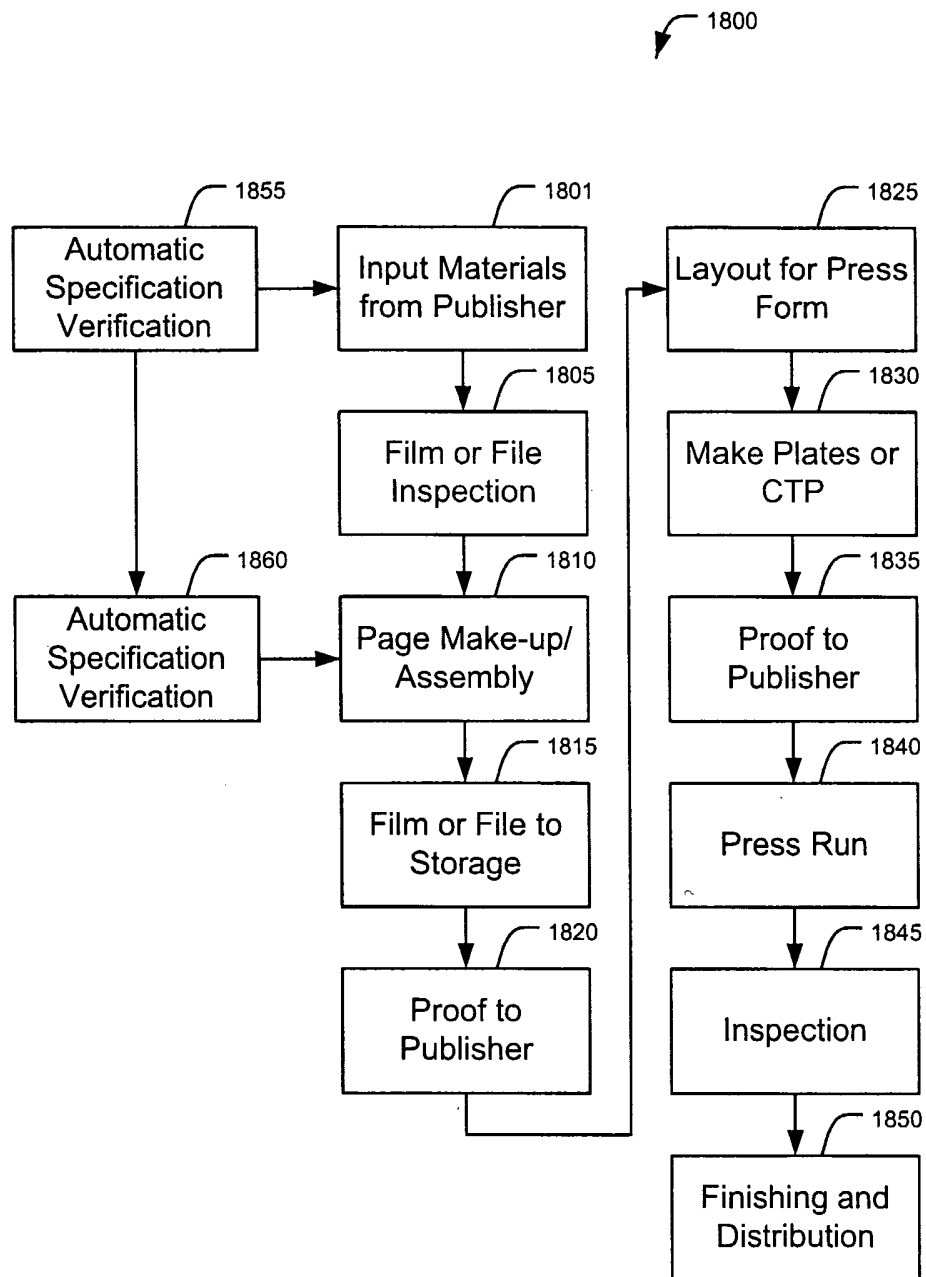 1800
1855
Automatic
Specification
Verification
1801
Input Materials
from Publisher
1805
Film or File
Inspection
1860
Automatic
Specification
Verification
1810
Page Make-up/
Assembly
1815
Film or File to
Storage
1820
Proof to
Publisher
1825
Layout for Press
Form
1830
Make Plates or
CTP
1835
Proof to
Publisher
1840
Press Run
1845
Inspection
1850
Finishing and
Distribution